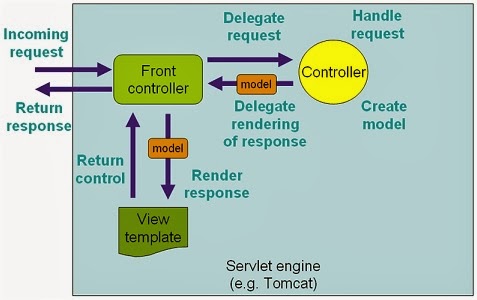 Incoming
request
Return
response
Front
controller
Delegate
request
Handle
request
Controller
model
Delegate
rendering
of response
Create
model
model
Return
control
Render
response
View
template
Servlet engine
(e.g. Tomcat)